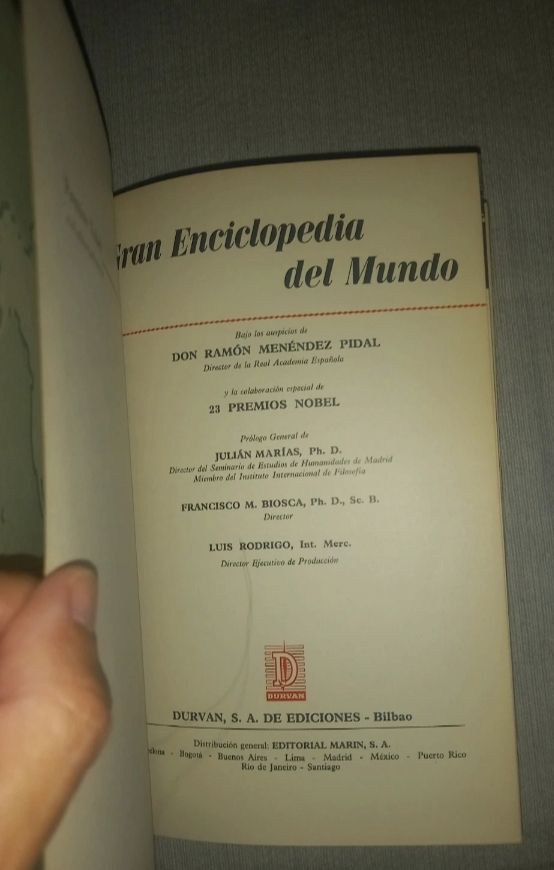 Gran Enciclopedia
del Mundo
Bajo los auspicios de
DON RAMÓN MENÉNDEZ PIDAL
Director de la Real Academia Española
y la colaboración especial de
23 PREMIOS NOBEL
Prólogo General de
JULIÁN MARÍAS, Ph. D.
Director del Seminario de Estudios de Humanidades de Madrid
Miembro del Instituto Internacional de Filosofía
FRANCISCO M. BIOSCA, Ph. D., Sc. B.
Director
LUIS RODRIGO, Int. Merc.
Director Ejecutivo de Producción
D
DURVAN
DURVAN, S. A. DE EDICIONES - Bilbao
Distribución general: EDITORIAL MARIN, S. A.
elona - Bogotá - Buenos Aires - Lima - Madrid - México - Puerto Rico
Rio de Janeiro - Santiago